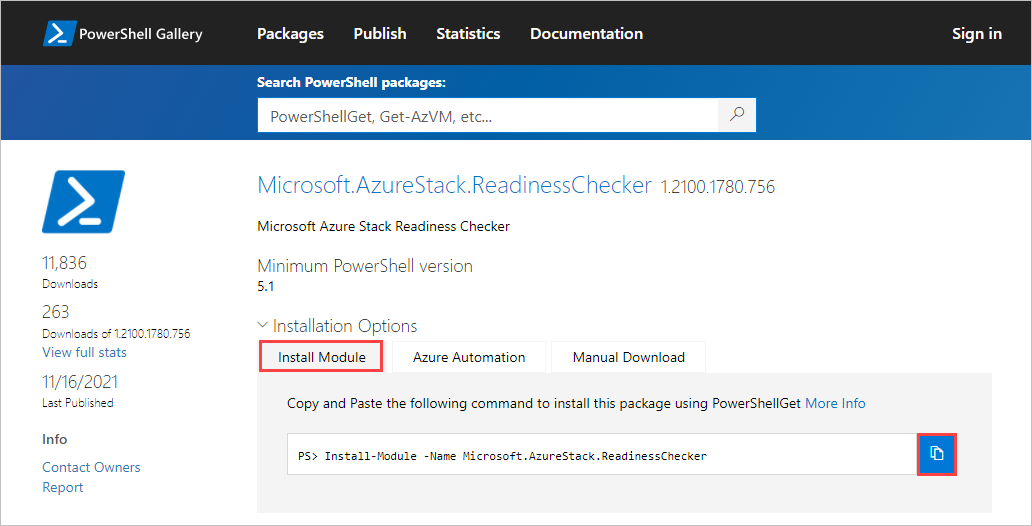 PowerShell Gallery Packages Publish Statistics Documentation Sign in
Search PowerShell packages:
PowerShellGet, Get-AzVM, etc...
Microsoft.AzureStack.ReadinessChecker 1.2100.1780.756
Microsoft Azure Stack Readiness Checker
11,836
Downloads
263
Downloads of 1.2100.1780.756
View full stats
11/16/2021
Last Published
Info
Contact Owners
Report
Minimum PowerShell version
5.1
Installation Options
Install Module Azure Automation Manual Download
Copy and Paste the following command to install this package using PowerShellGet More Info
PS> Install-Module -Name Microsoft.AzureStack.ReadinessChecker